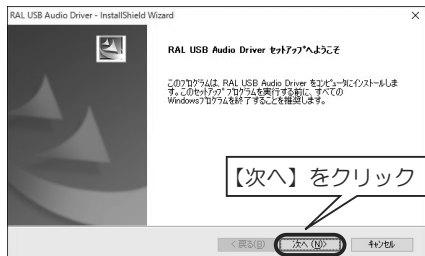 RAL USB Audio Driver - InstallShield Wizard
RAL USB Audio Driver セットアップへようこそ
このプログラムは、RAL USB Audio Driver をコンピュータにインストールしま
す。このセットアップ プログラムを実行する前に、すべての
Windowsプログラムを終了することを推奨します。
【次へ】をクリック
< 戻る(B)
次へ (N)>
キャンセル